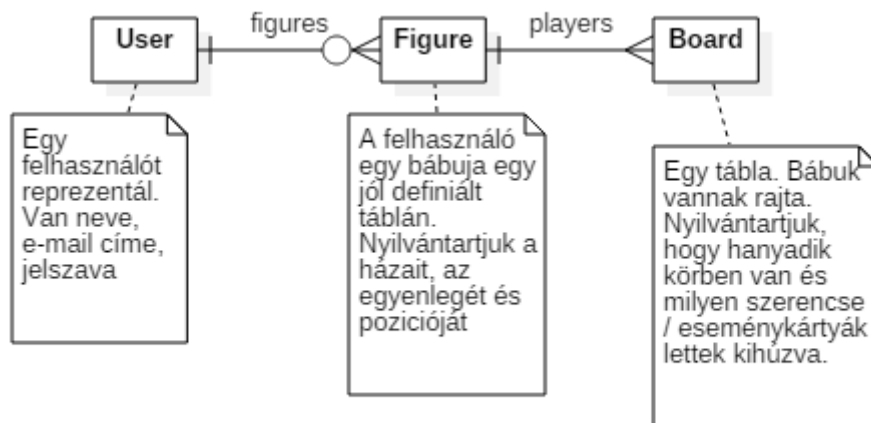 User
figures
Figure
players
Board
Egy
felhasználót
reprezentál.
Van neve,
e-mail címe,
jelszava
A felhasználó
egy bábuja egy
jól definiált
táblán.
Nyilvántartjuk a
házait, az
egyenlegét és
pozicióját
Egy tábla. Bábuk
vannak rajta.
Nyilvántartjuk,
hogy hanyadik
körben van és
milyen szerencse
/ eseménykártyák
lettek kihúzva.